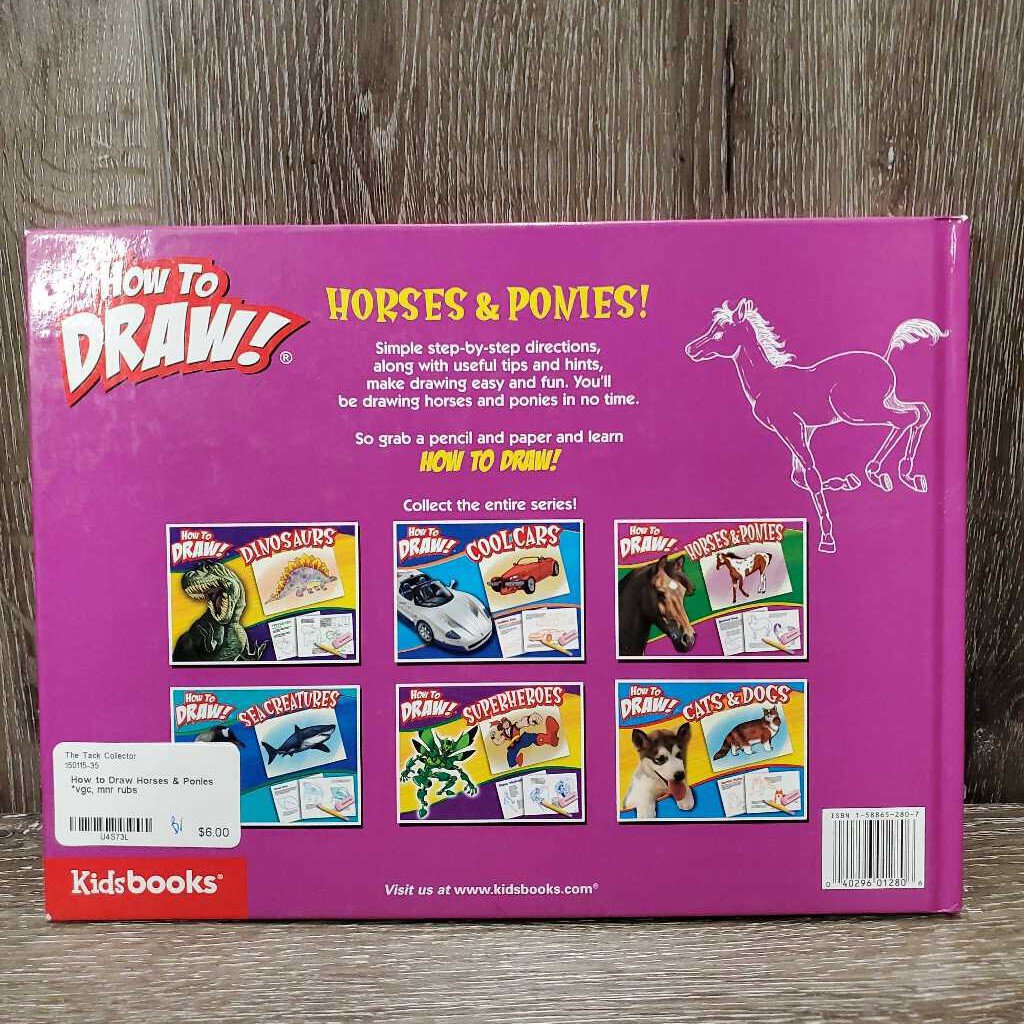 HOW TO
DRAW!®
HORSES & PONIES!
Simple step-by-step directions,
along with useful tips and hints,
make drawing easy and fun. You'll
be drawing horses and ponies in no time.
So grab a pencil and paper and learn
HOW TO DRAW!
Collect the entire series!
HOW TO
DRAW!
DINOSAURS
HOW TO
DRAW!
COOL CARS
HOW TO
DRAW!
HORSES & PONIES
HOW TO
DRAW!
SEA CREATURES
HOW TO
DRAW!
SUPERHEROES
HOW TO
DRAW!
CATS & DOGS
The Tack Collector
150115-35
How to Draw Horses & Ponies
*vgc, mnr rubs
U4S73L
$6.00
Kidsbooks®
Visit us at www.kidsbooks.com®
ISBN 1-58865-280-7
0 40296 01280 6